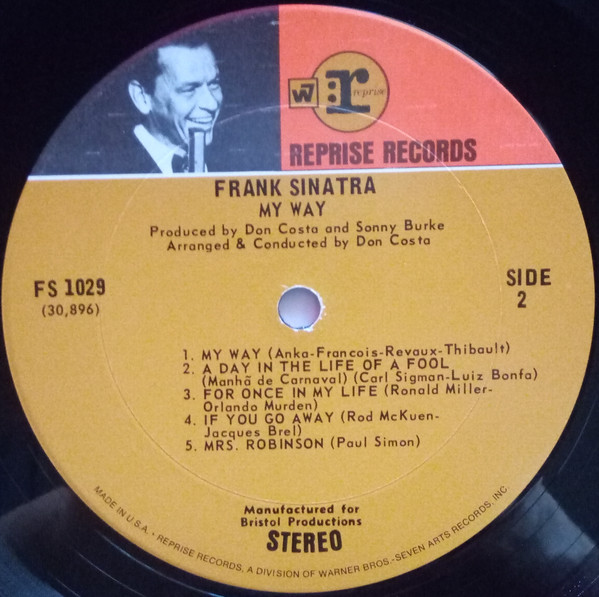 W7
r:
reprise
REPRISE RECORDS
FRANK SINATRA
MY WAY
Produced by Don Costa and Sonny Burke
Arranged & Conducted by Don Costa
FS 1029
(30,896)
SIDE
2
1. MY WAY (Anka-Francois-Revaux-Thibault)
2. A DAY IN THE LIFE OF A FOOL
(Manhã de Carnaval) (Carl Sigman-Luiz Bonfa)
3. FOR ONCE IN MY LIFE (Ronald Miller-
Orlando Murden)
4. IF YOU GO AWAY (Rod McKuen-
Jacques Brel)
5. MRS. ROBINSON (Paul Simon)
Manufactured for
Bristol Productions
STEREO
MADE IN U.S.A. • REPRISE RECORDS, A DIVISION OF WARNER BROS.-SEVEN ARTS RECORDS, INC.